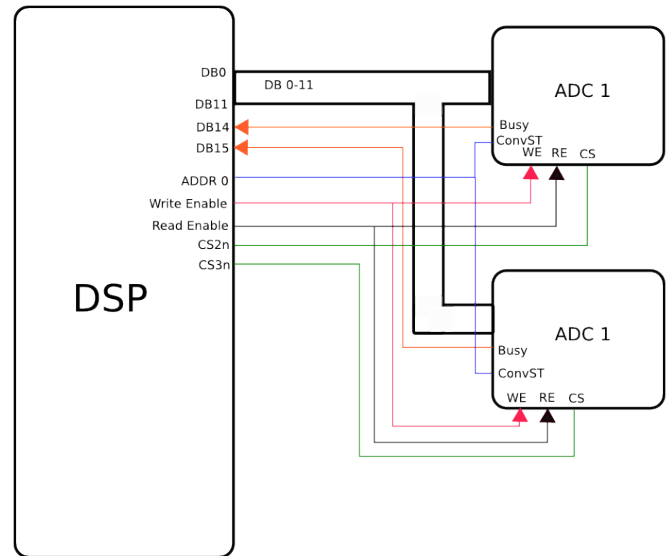 DB0
DB 0-11
DB11
DB14
DB15
ADDR 0
Write Enable
Read Enable
CS2n
CS3n
DSP
ADC 1
Busy
ConvST
WE RE CS
ADC 1
Busy
ConvST
WE RE CS